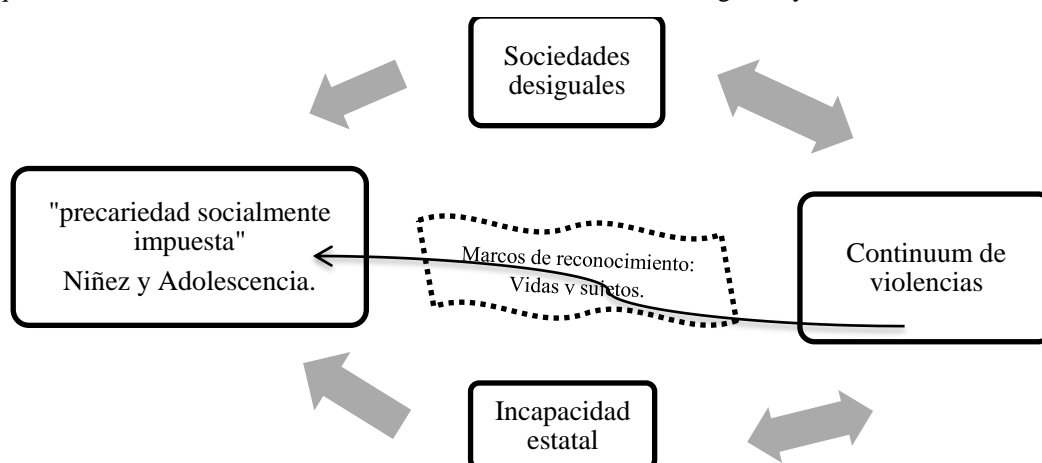 Sociedades
desiguales
"precariedad socialmente
impuesta"
Niñez y Adolescencia.
Marcos de reconocimiento:
Vidas y sujetos.
Continuum de
violencias
Incapacidad
estatal